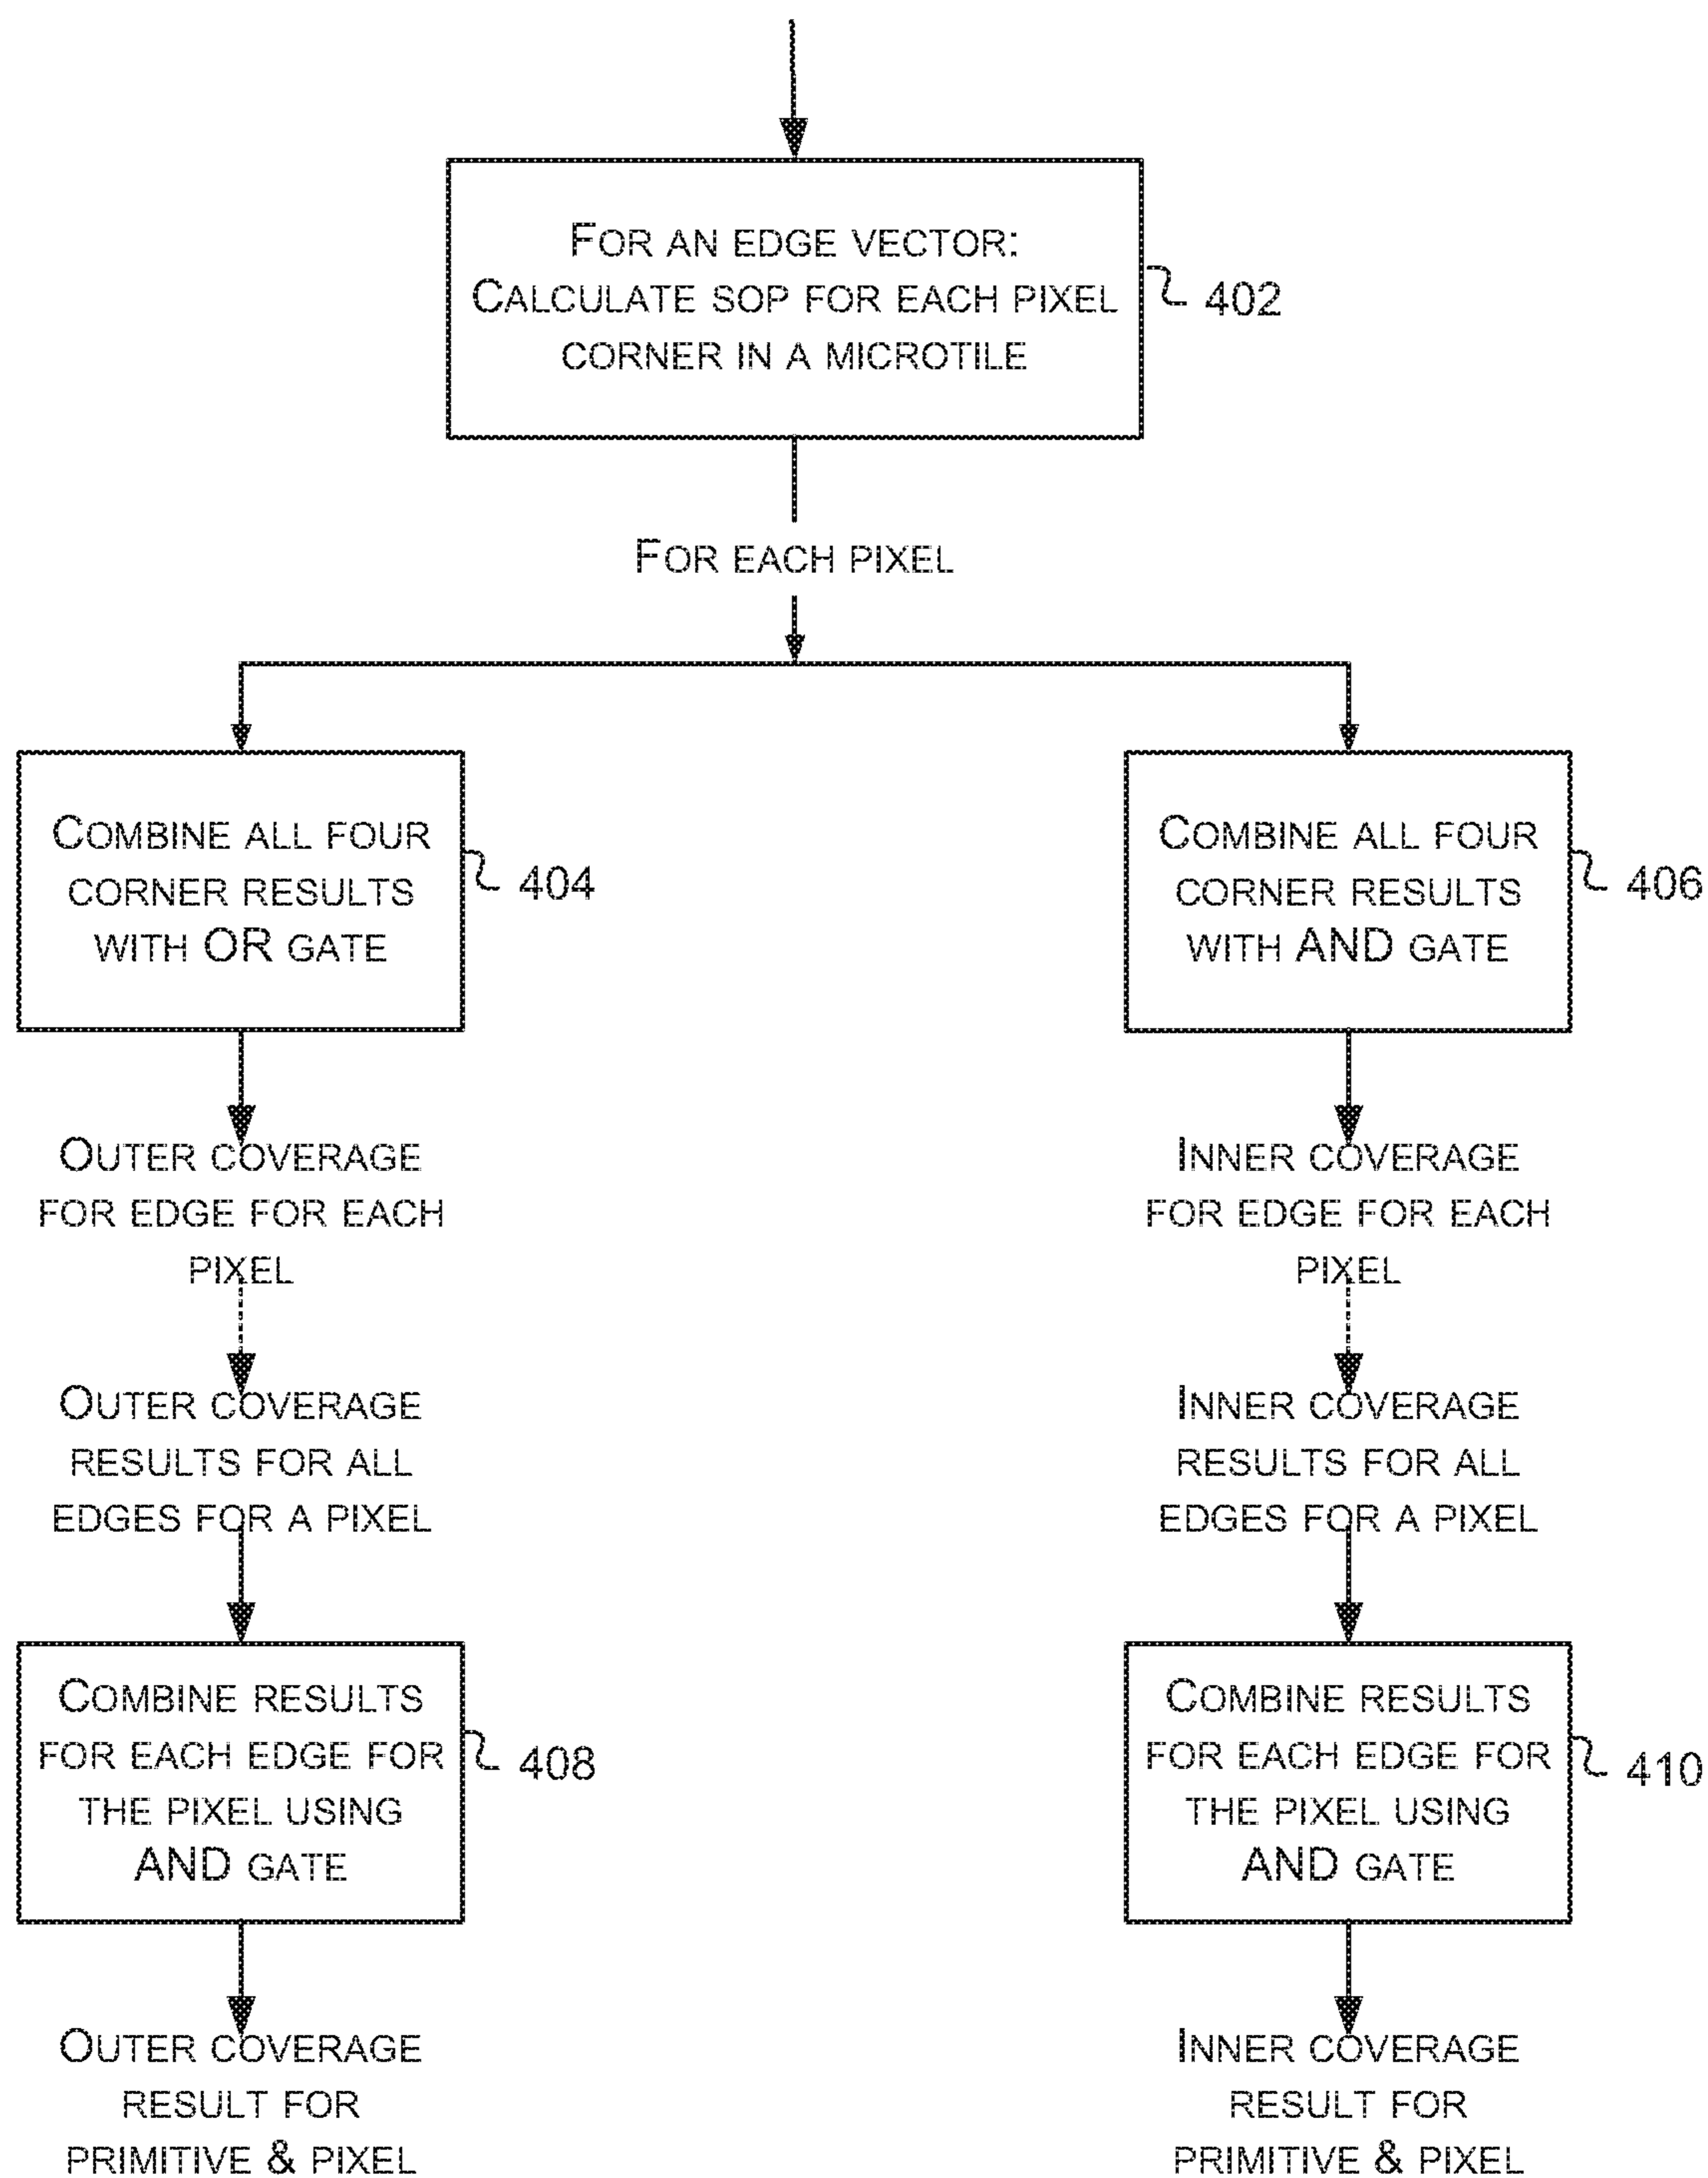 FOR AN EDGE VECTOR:
CALCULATE SOP FOR EACH PIXEL
CORNER IN A MICROTILE
402
FOR EACH PIXEL
COMBINE ALL FOUR
CORNER RESULTS
WITH OR GATE
404
COMBINE ALL FOUR
CORNER RESULTS
WITH AND GATE
406
OUTER COVERAGE
FOR EDGE FOR EACH
PIXEL
INNER COVERAGE
FOR EDGE FOR EACH
PIXEL
OUTER COVERAGE
RESULTS FOR ALL
EDGES FOR A PIXEL
INNER COVERAGE
RESULTS FOR ALL
EDGES FOR A PIXEL
COMBINE RESULTS
FOR EACH EDGE FOR
THE PIXEL USING
AND GATE
408
COMBINE RESULTS
FOR EACH EDGE FOR
THE PIXEL USING
AND GATE
410
OUTER COVERAGE
RESULT FOR
PRIMITIVE & PIXEL
INNER COVERAGE
RESULT FOR
PRIMITIVE & PIXEL